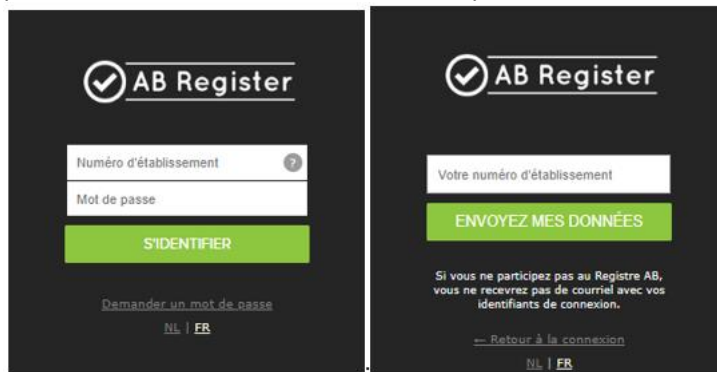 AB Register
Numéro d'établissement ?
Mot de passe
S'IDENTIFIER
Demander un mot de passe
NL | FR
AB Register
Votre numéro d'établissement
ENVOYEZ MES DONNÉES
Si vous ne participez pas au Registre AB,
vous ne recevrez pas de courriel avec vos
identifiants de connexion.
← Retour à la connexion
NL | FR